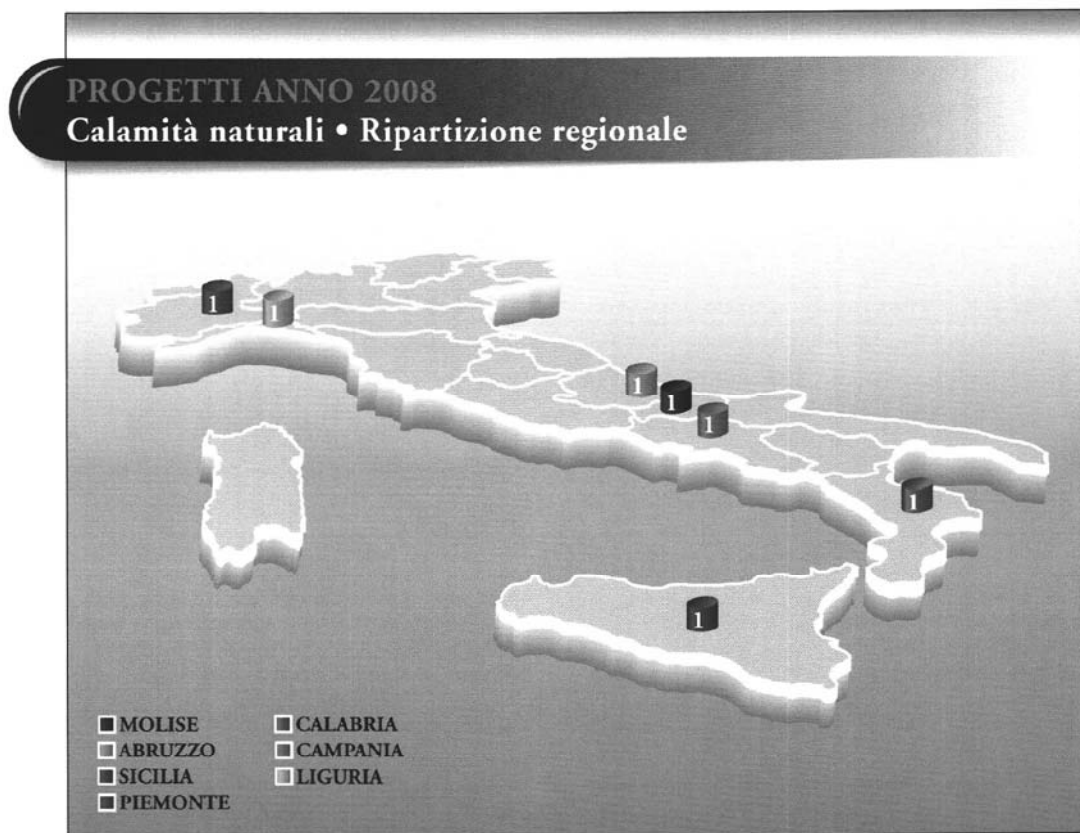 PROGETTI ANNO 2008
Calamità naturali • Ripartizione regionale
1
1
1
1
1
1
1
MOLISE
ABRUZZO
SICILIA
PIEMONTE
CALABRIA
CAMPANIA
LIGURIA